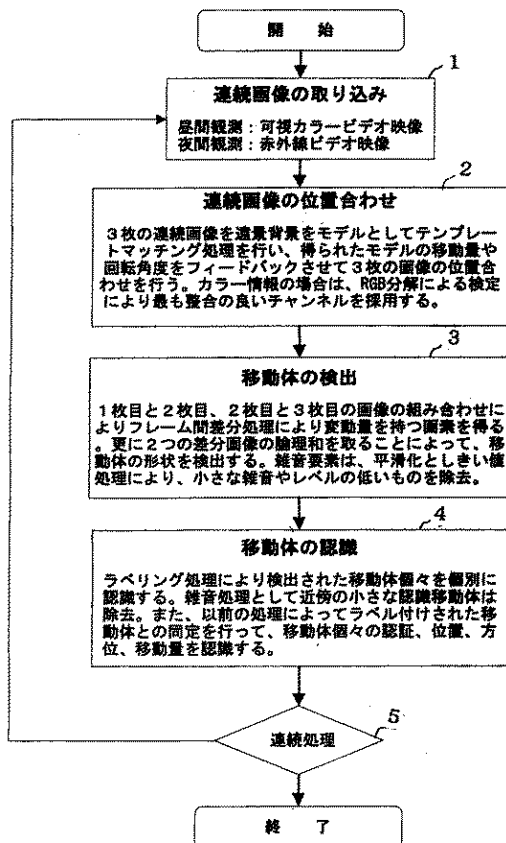 開 始
1
連続画像の取り込み
昼間観測:可視カラービデオ映像
夜間観測:赤外線ビデオ映像
2
連続画像の位置合わせ
3枚の連続画像を遠景背景をモデルとしてテンプレー
トマッチング処理を行い、得られたモデルの移動量や
回転角度をフィードバックさせて3枚の画像の位置合
わせを行う。カラー情報の場合は、RGB分解による検定
により最も整合の良いチャンネルを採用する。
3
移動体の検出
1枚目と2枚目、2枚目と3枚目の画像の組み合わせに
よりフレーム間差分処理により変動量を持つ画素を得る
。更に2つの差分画像の論理和を取ることによって、移
動体の形状を検出する。雑音要素は、平滑化としきい値
処理により、小さな雑音やレベルの低いものを除去。
4
移動体の認識
ラベリング処理により検出された移動体個々を個別に
認識する。雑音処理として近傍の小さな認識移動体は
除去。また、以前の処理によってラベル付けされた移
動体との同定を行って、移動体個々の認証、位置、方
位、移動量を認識する。
5
連続処理
終 了